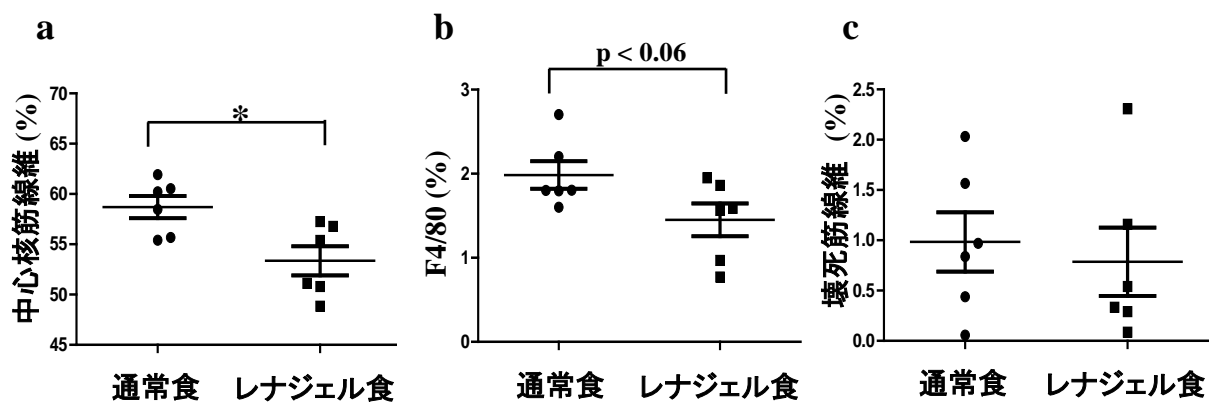 a
中心核筋線維 (%)
70
65
60
55
50
45
*
通常食
レナジェル食
b
F4/80 (%)
3
2
1
0
p < 0.06
通常食
レナジェル食
c
壊死筋線維 (%)
2.5
2.0
1.5
1.0
0.5
0.0
通常食
レナジェル食